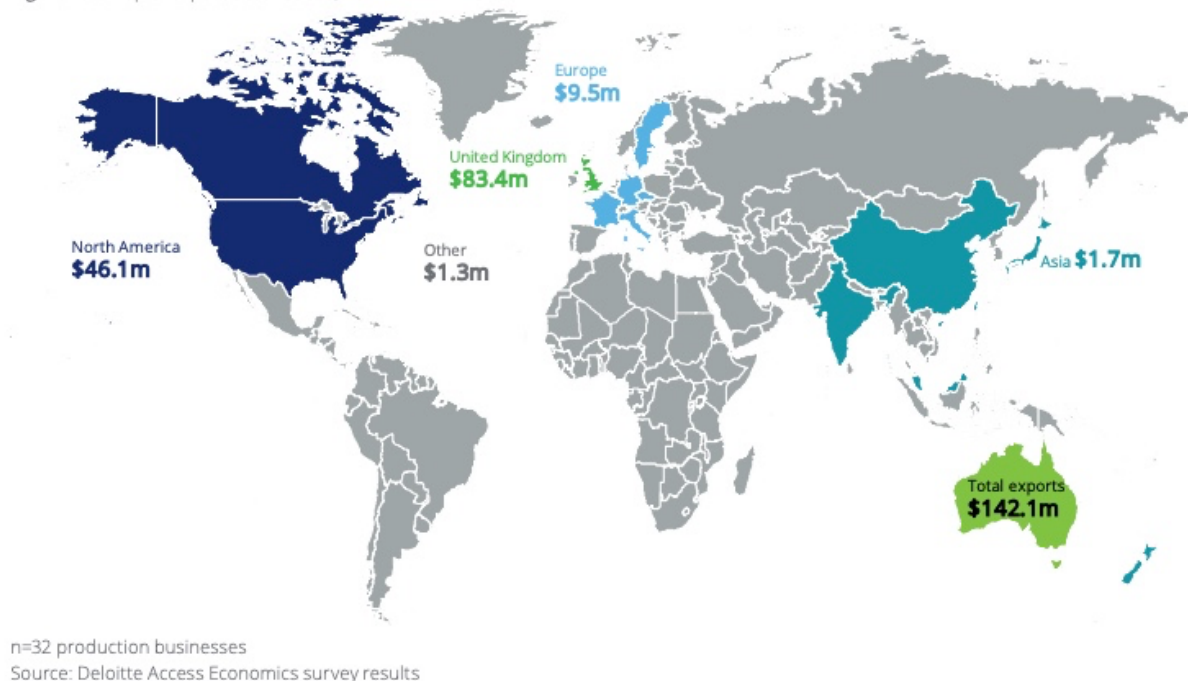 Europe
$9.5m
United Kingdom
$83.4m
North America
$46.1m
Other
$1.3m
Asia $1.7m
Total exports
$142.1m
n=32 production businesses
Source: Deloitte Access Economics survey results